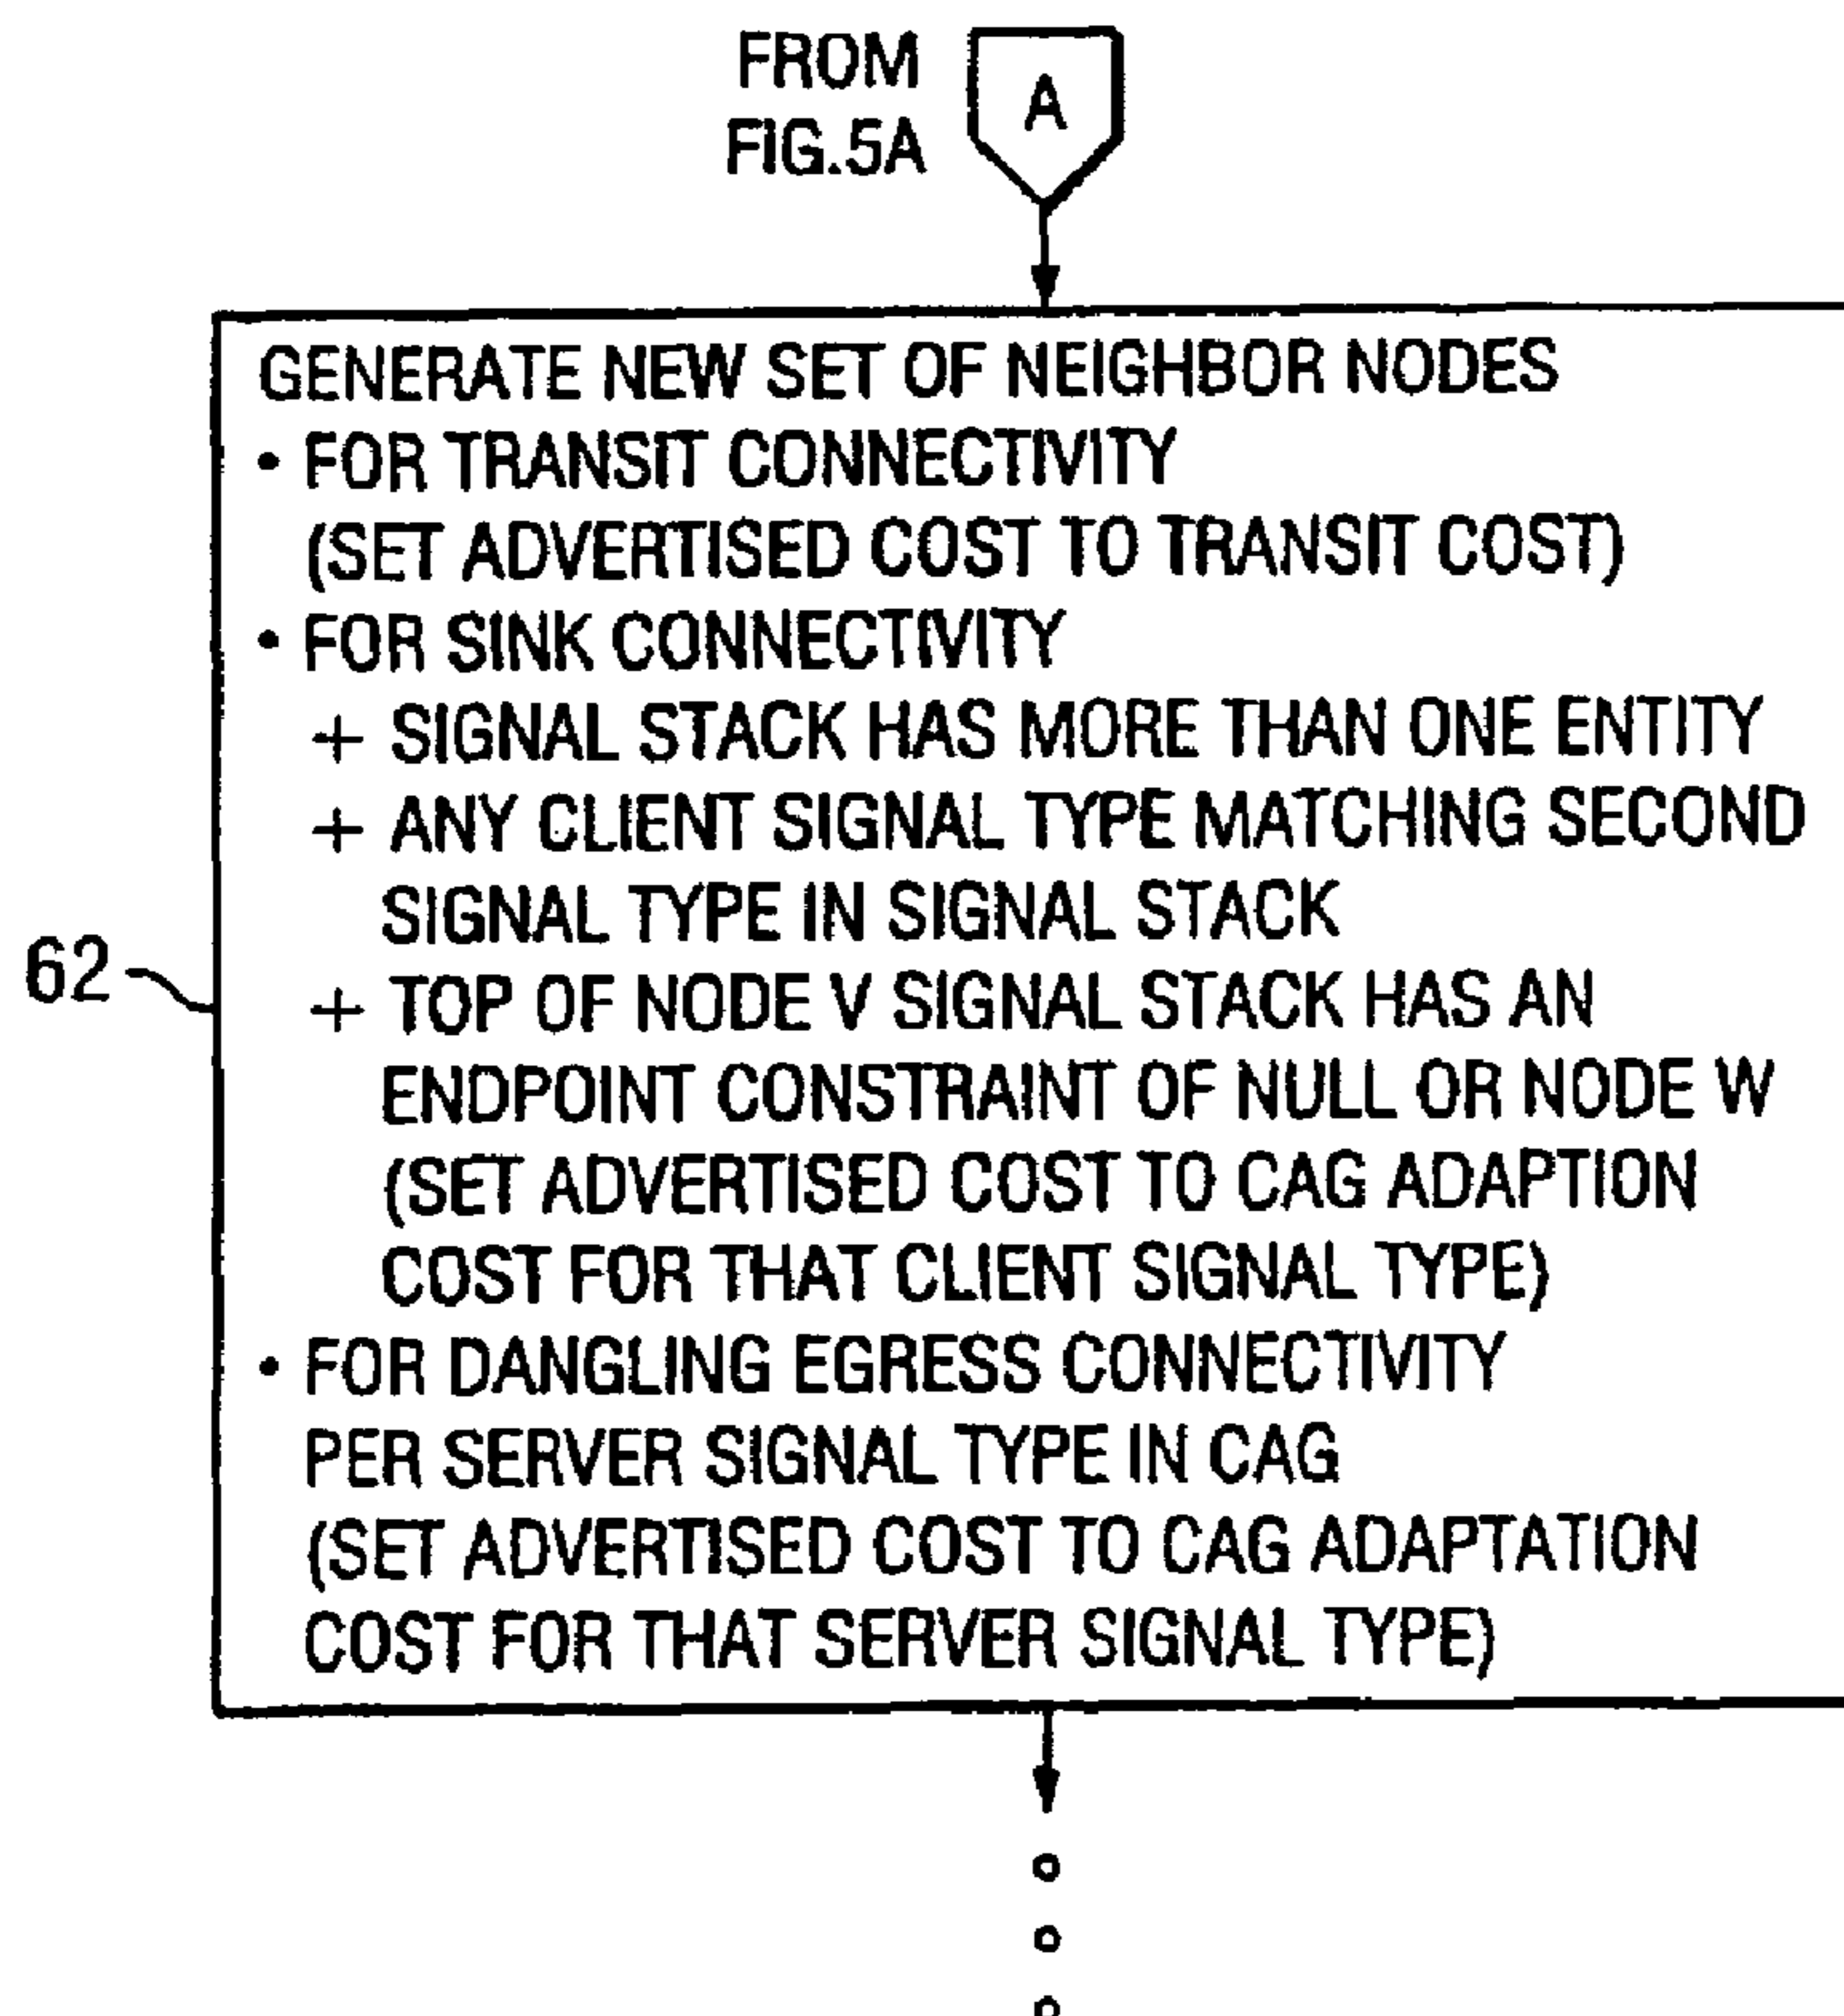 FROM
FIG.5A
A
GENERATE NEW SET OF NEIGHBOR NODES
• FOR TRANSIT CONNECTIVITY
(SET ADVERTISED COST TO TRANSIT COST)
• FOR SINK CONNECTIVITY
+ SIGNAL STACK HAS MORE THAN ONE ENTITY
+ ANY CLIENT SIGNAL TYPE MATCHING SECOND
SIGNAL TYPE IN SIGNAL STACK
+ TOP OF NODE V SIGNAL STACK HAS AN
ENDPOINT CONSTRAINT OF NULL OR NODE W
(SET ADVERTISED COST TO CAG ADAPTION
COST FOR THAT CLIENT SIGNAL TYPE)
• FOR DANGLING EGRESS CONNECTIVITY
PER SERVER SIGNAL TYPE IN CAG
(SET ADVERTISED COST TO CAG ADAPTATION
COST FOR THAT SERVER SIGNAL TYPE)
62